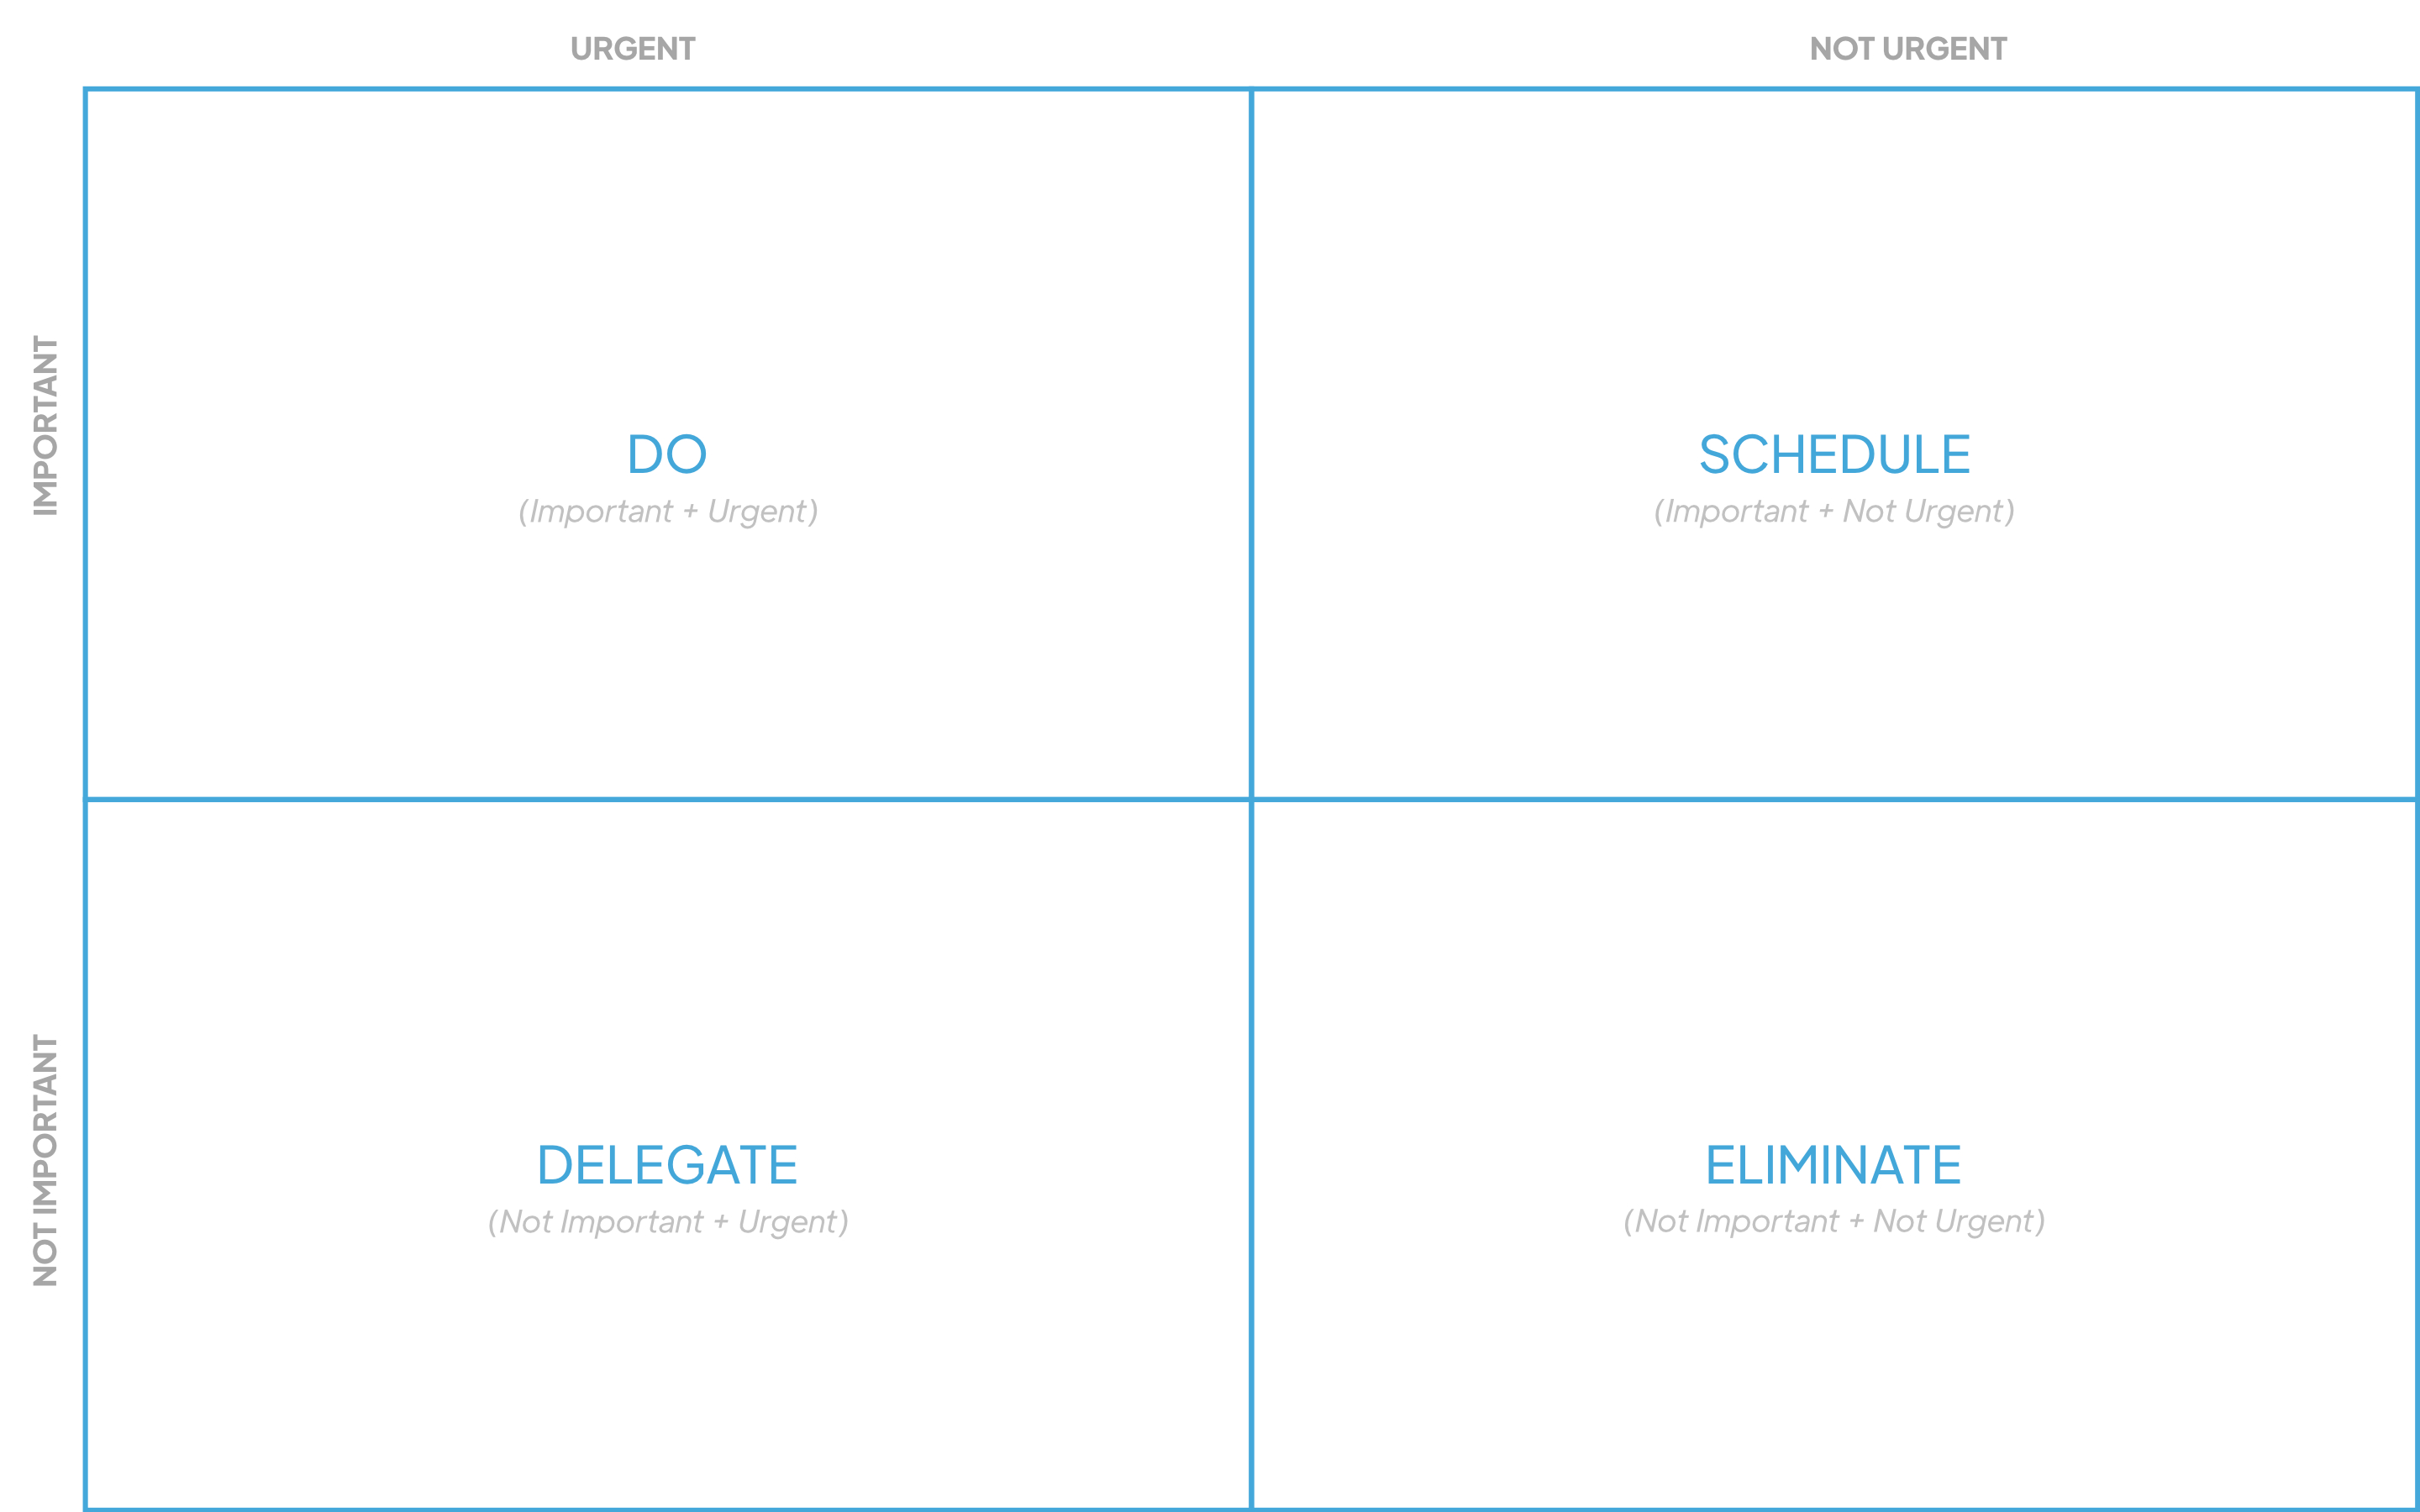 URGENT
NOT URGENT
IMPORTANT
DO
(Important + Urgent)
SCHEDULE
(Important + Not Urgent)
NOT IMPORTANT
DELEGATE
(Not Important + Urgent)
ELIMINATE
(Not Important + Not Urgent)